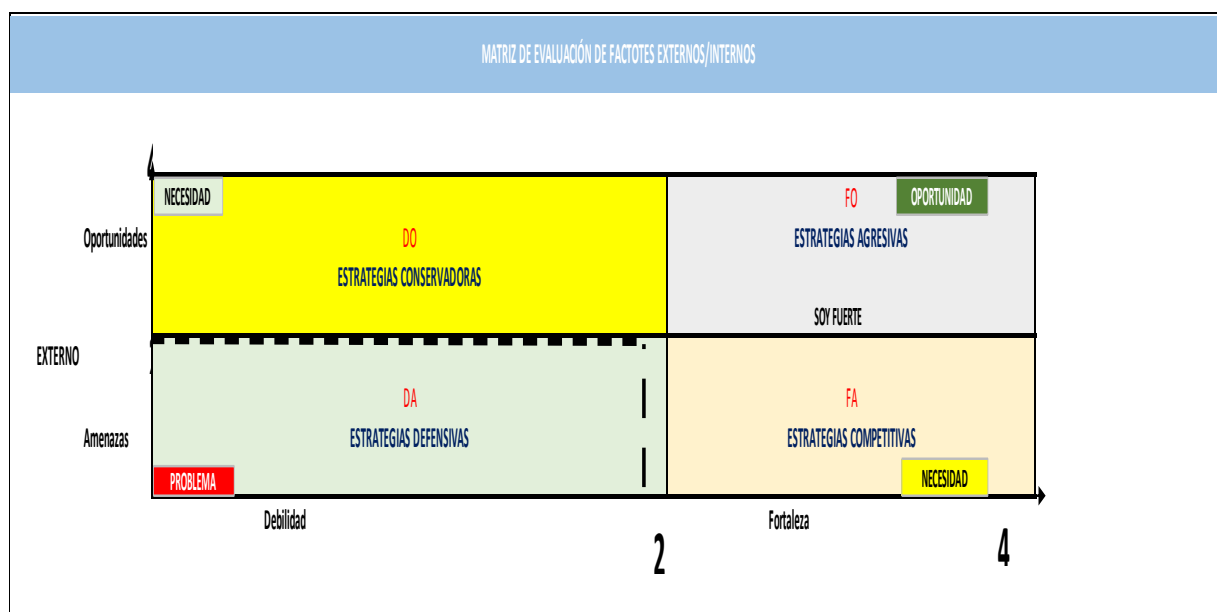 MATRIZ DE EVALUACIÓN DE FACTOTES EXTERNOS/INTERNOS
NECESIDAD
FO
OPORTUNIDAD
Oportunidades
DO
ESTRATEGIAS AGRESIVAS
ESTRATEGIAS CONSERVADORAS
SOY FUERTE
EXTERNO
DA
FA
Amenazas
ESTRATEGIAS DEFENSIVAS
ESTRATEGIAS COMPETITIVAS
PROBLEMA
NECESIDAD
Debilidad
Fortaleza
2
4